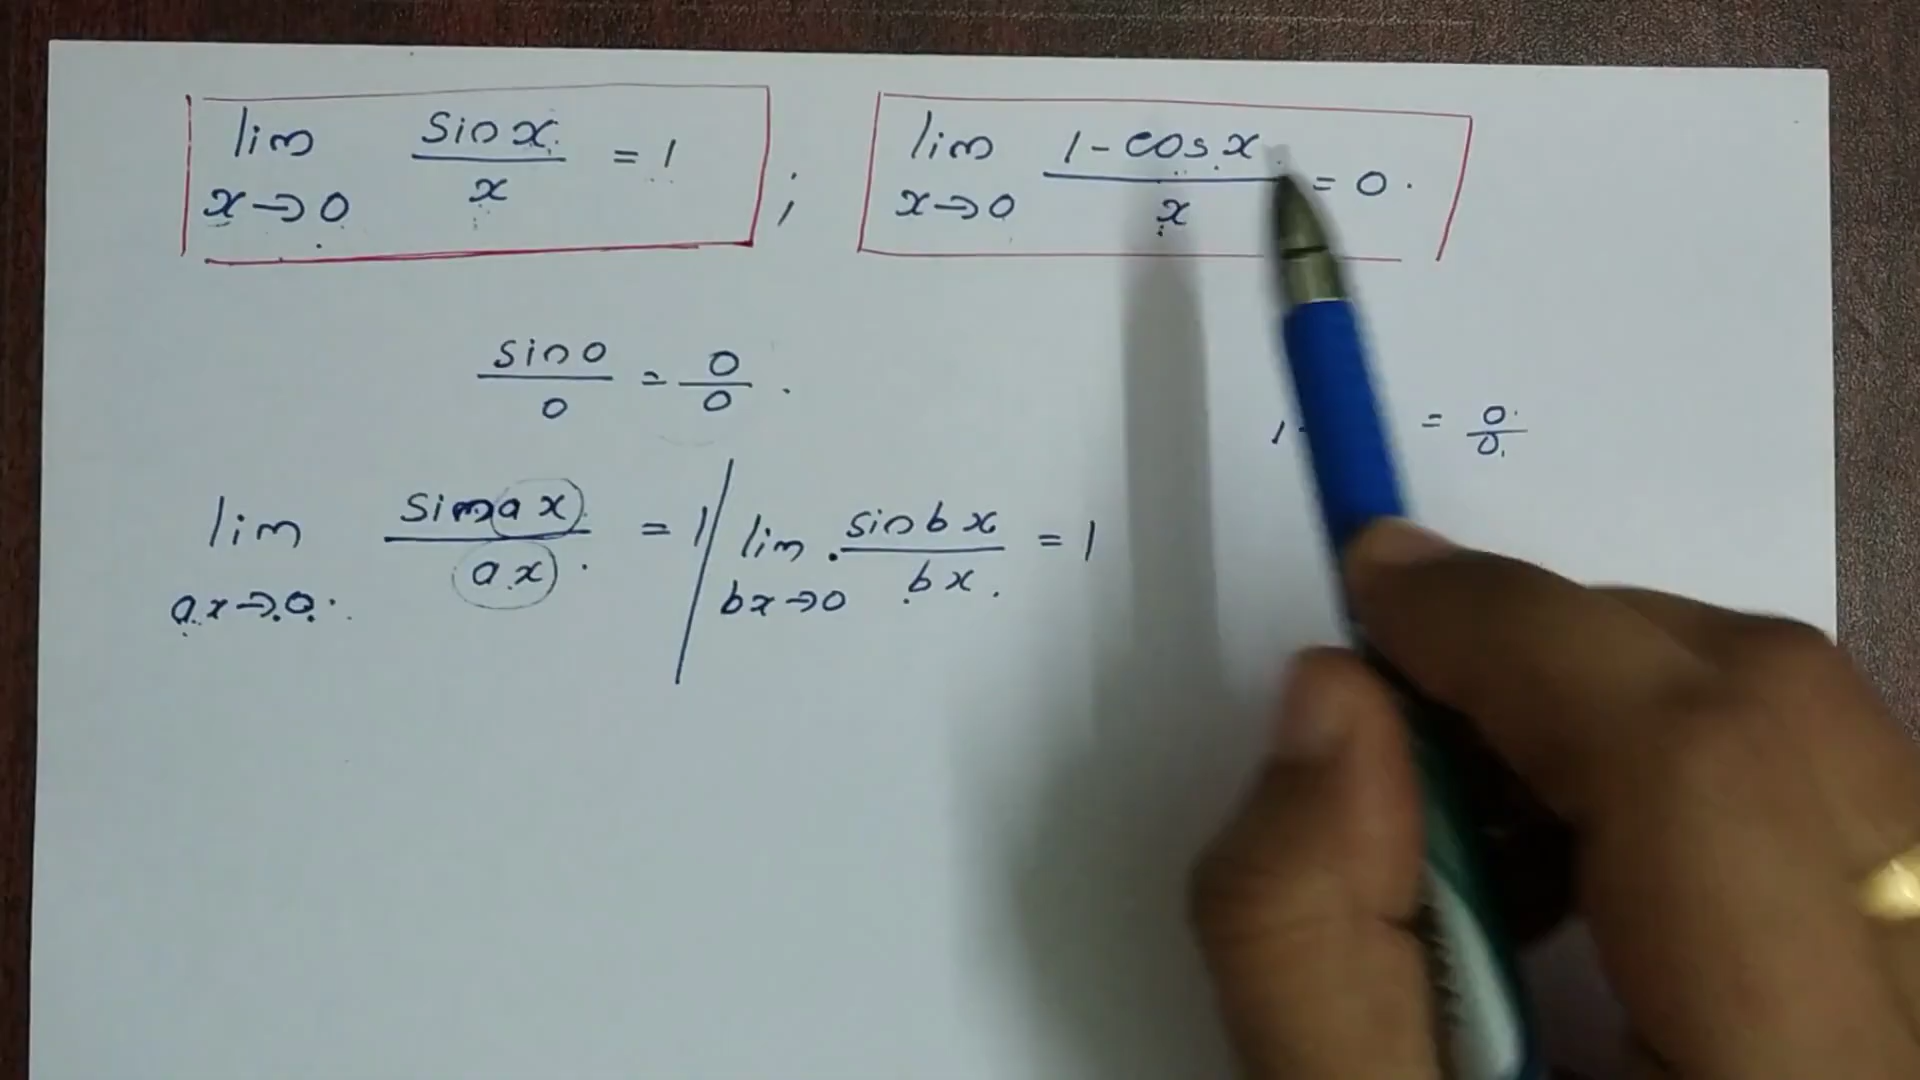 lim sin x / x = 1 ; lim 1 - cos x / x = 0.
x→0 x→0
sin 0 / 0 = 0 / 0 .
1 - = 0 / 0
lim sin ax / ax = 1 lim sin bx / bx = 1
ax→0 bx→0